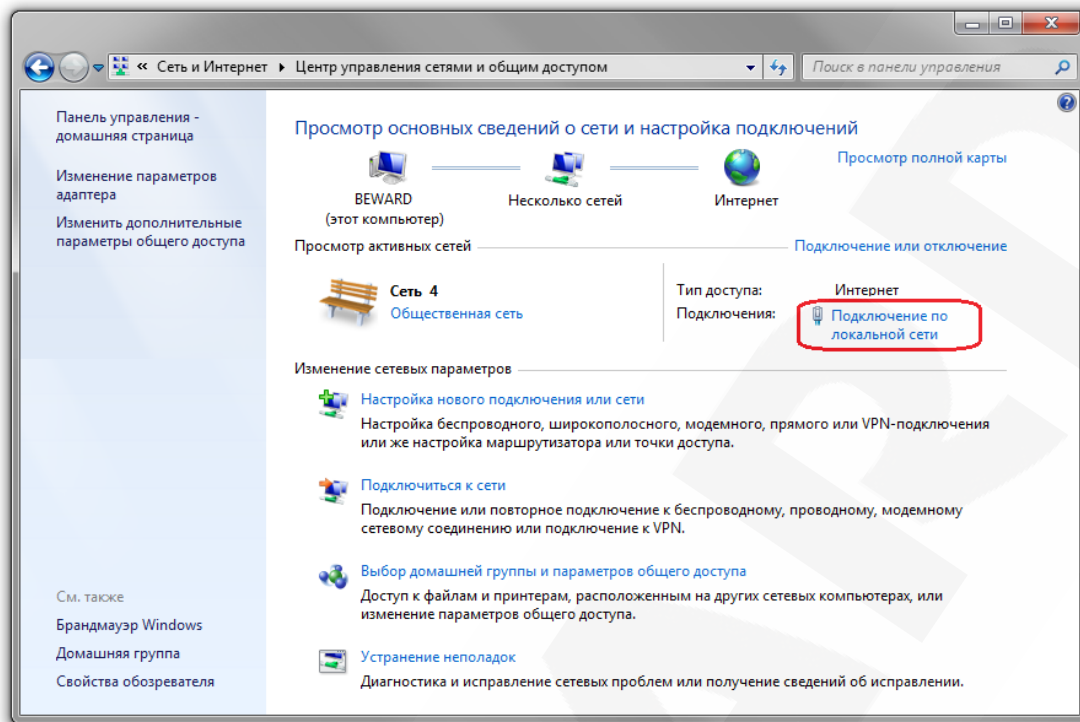 « Сеть и Интернет ▸ Центр управления сетями и общим доступом
Поиск в панели управления
Панель управления -
домашняя страница
Изменение параметров
адаптера
Изменить дополнительные
параметры общего доступа
Просмотр основных сведений о сети и настройка подключений
Просмотр полной карты
BEWARD
(этот компьютер)
Несколько сетей
Интернет
Просмотр активных сетей
Подключение или отключение
Сеть 4
Общественная сеть
Тип доступа: Интернет
Подключения: Подключение по
локальной сети
Изменение сетевых параметров
Настройка нового подключения или сети
Настройка беспроводного, широкополосного, модемного, прямого или VPN-подключения
или же настройка маршрутизатора или точки доступа.
Подключиться к сети
Подключение или повторное подключение к беспроводному, проводному, модемному
сетевому соединению или подключение к VPN.
Выбор домашней группы и параметров общего доступа
Доступ к файлам и принтерам, расположенным на других сетевых компьютерах, или
изменение параметров общего доступа.
Устранение неполадок
Диагностика и исправление сетевых проблем или получение сведений об исправлении.
См. также
Брандмауэр Windows
Домашняя группа
Свойства обозревателя